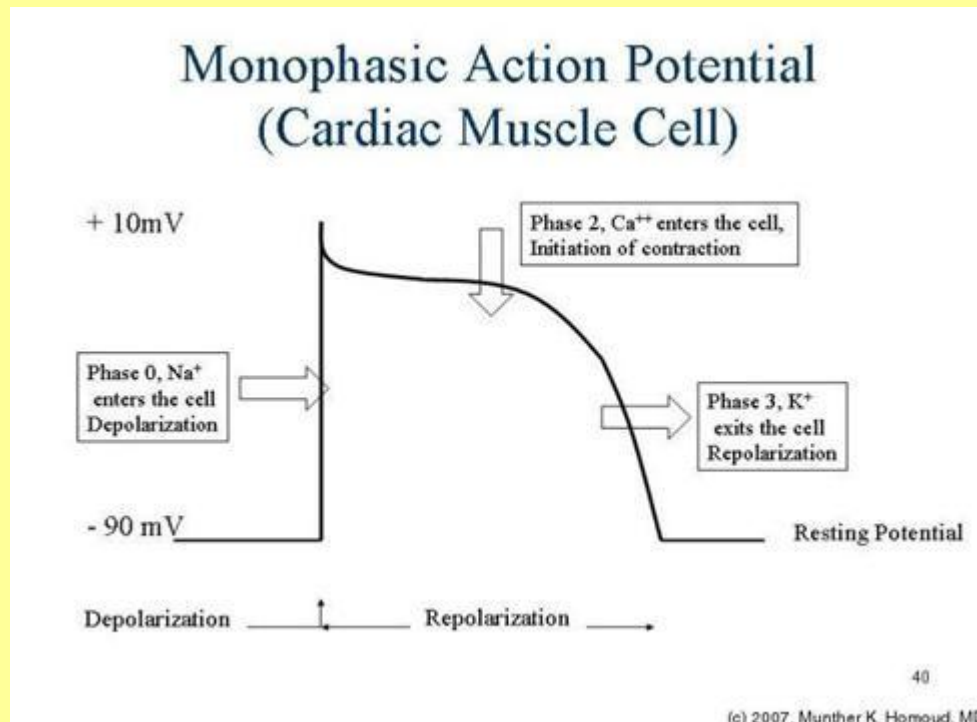 Monophasic Action Potential
(Cardiac Muscle Cell)
+ 10mV
Phase 2, Ca⁺⁺ enters the cell,
Initiation of contraction
Phase 0, Na⁺
enters the cell
Depolarization
Phase 3, K⁺
exits the cell
Repolarization
- 90 mV
Resting Potential
Depolarization
Repolarization
40
(c) 2007 Munther K. Homoud, M